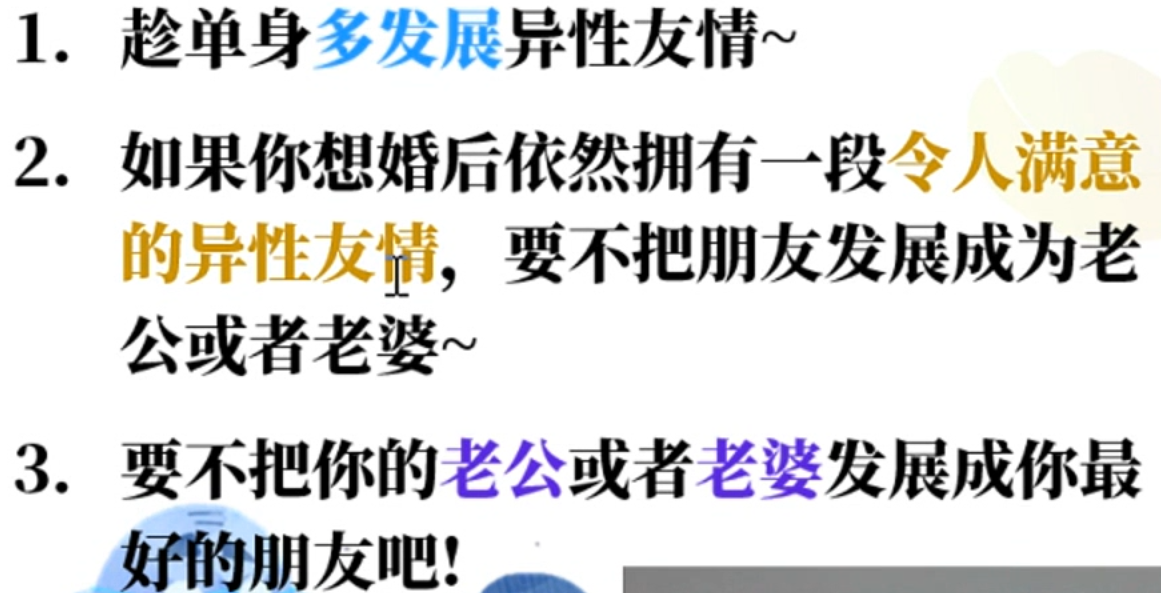 1. 趁单身多发展异性友情~
2. 如果你想婚后依然拥有一段令人满意
的异性友情，要不把朋友发展成为老
公或者老婆~
3. 要不把你的老公或者老婆发展成你最
好的朋友吧！